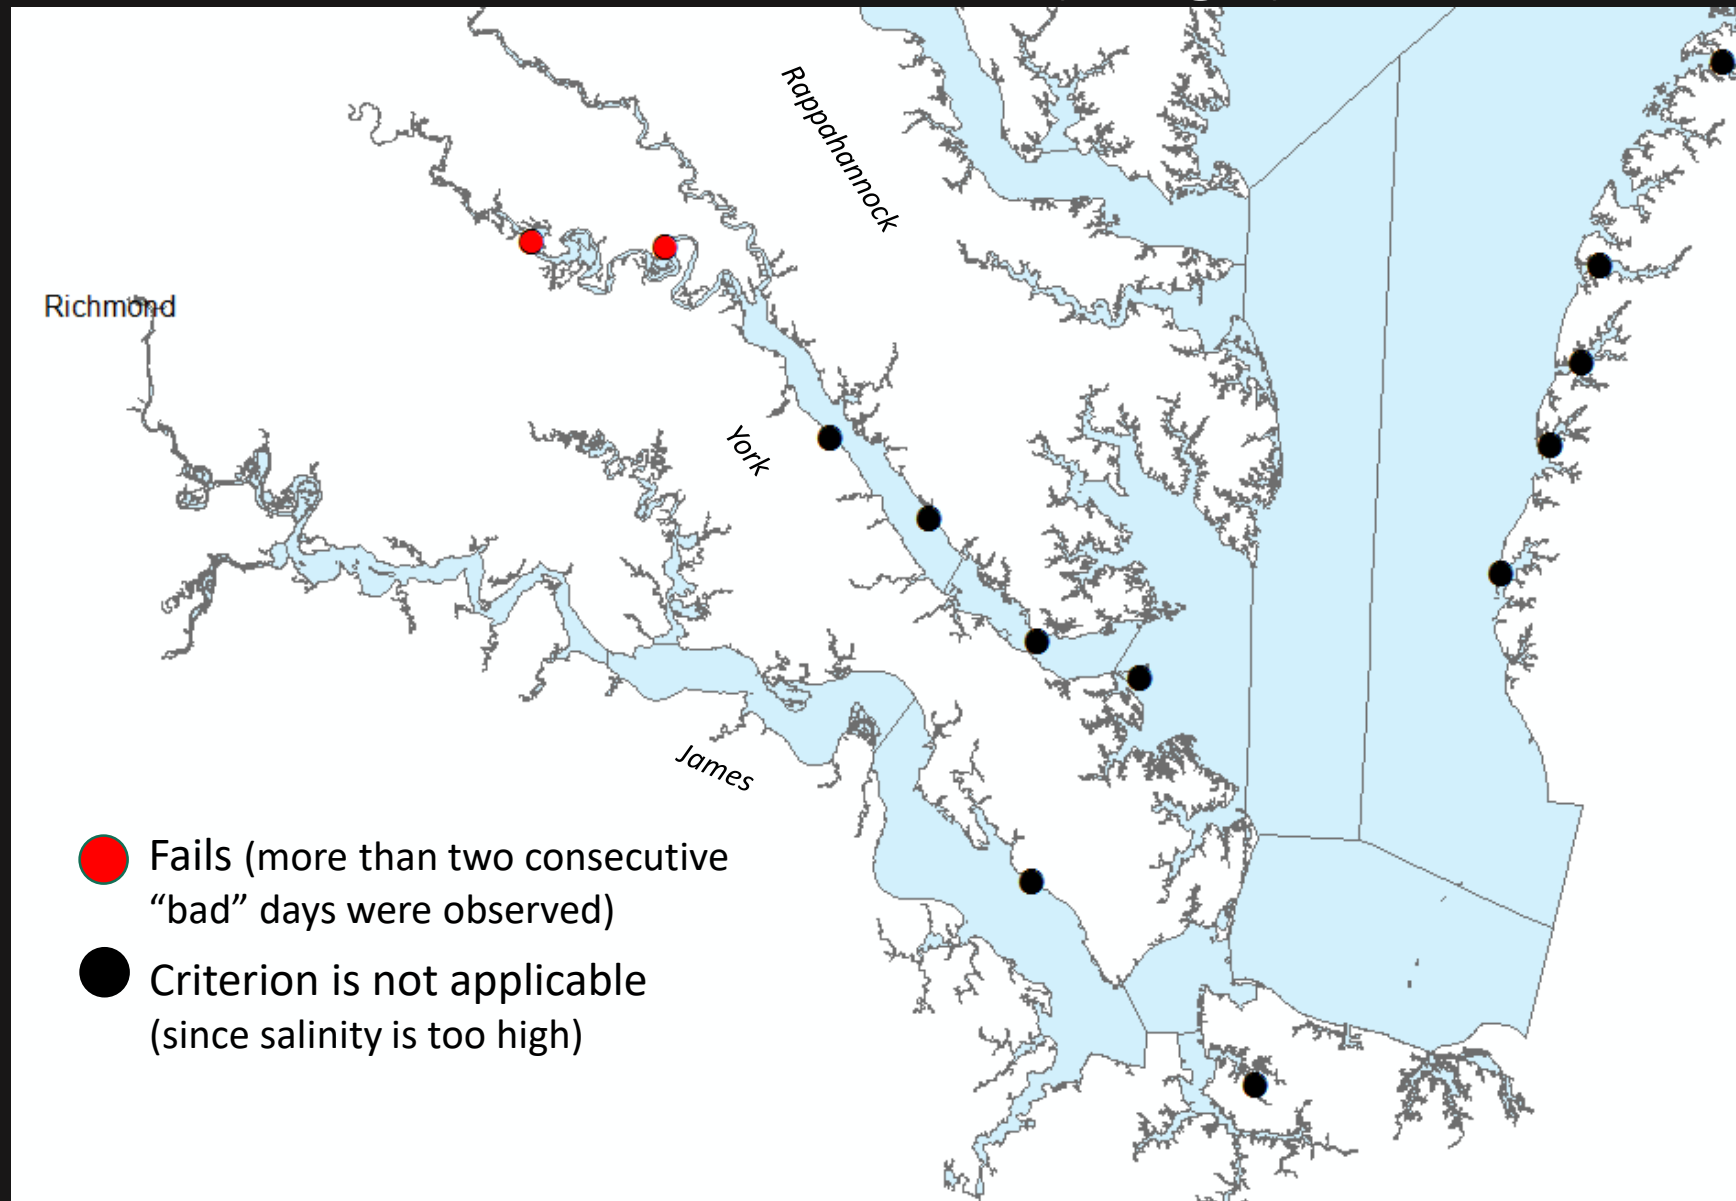 Rappahannock
Richmond
York
James
Fails (more than two consecutive
“bad” days were observed)
Criterion is not applicable
(since salinity is too high)